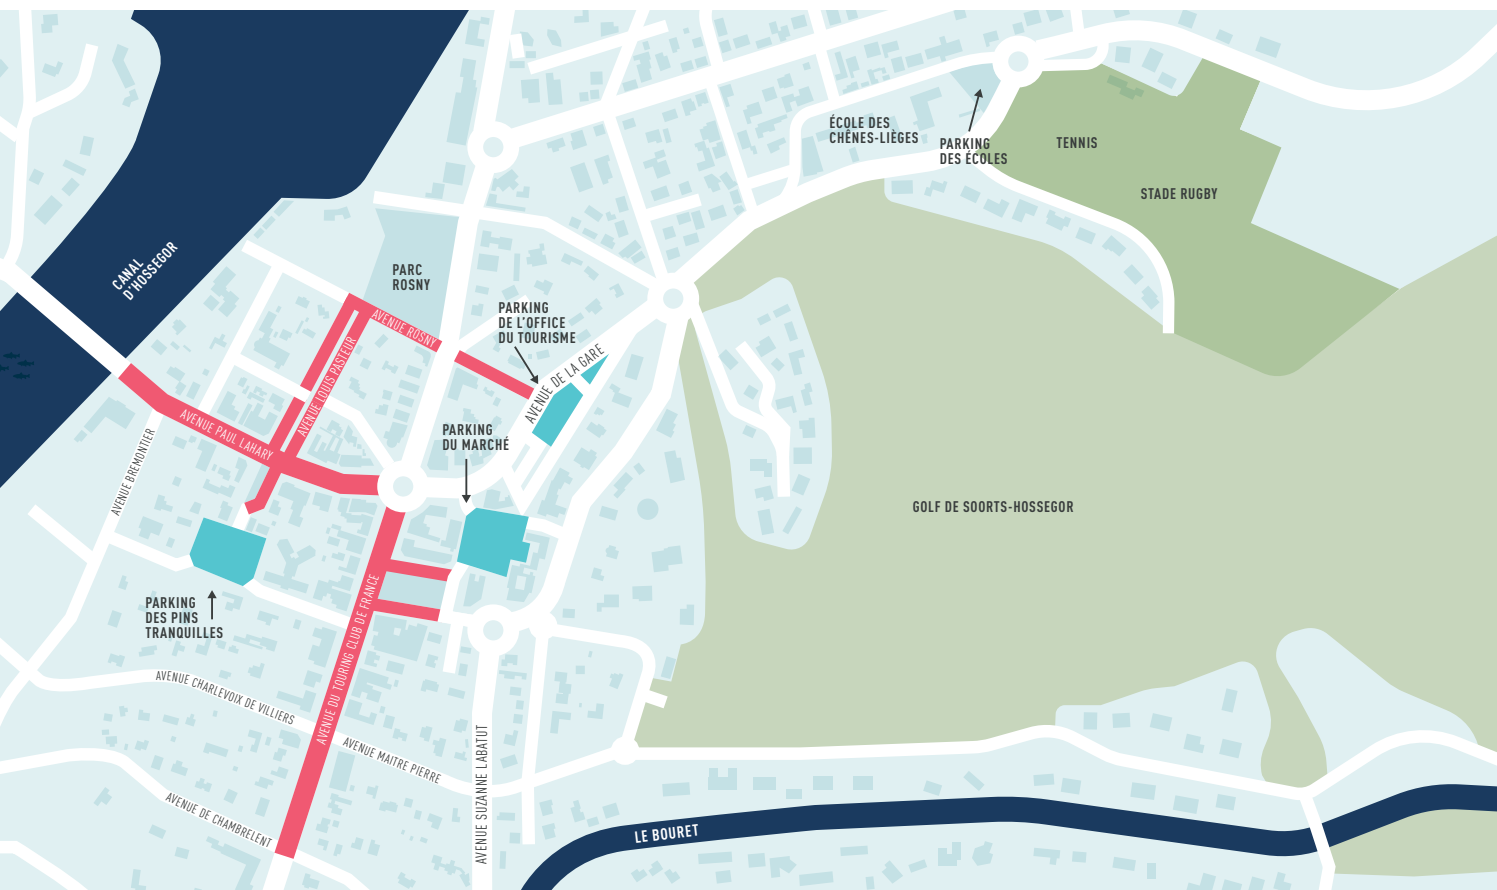 ÉCOLE DES
CHÊNES-LIÈGES
PARKING
DES ÉCOLES
TENNIS
STADE RUGBY
CANAL
D'HOSSEGOR
PARC
ROSNY
PARKING
DE L'OFFICE
DU TOURISME
AVENUE ROSNY
AVENUE LOUIS PASTEUR
AVENUE DE LA GARE
AVENUE PAUL LAHARY
PARKING
DU MARCHÉ
AVENUE BREMONTIER
GOLF DE SOORTS-HOSSEGOR
PARKING
DES PINS
TRANQUILLES
AVENUE DU TOURING CLUB DE FRANCE
AVENUE CHARLEVOIX DE VILLIERS
AVENUE MAITRE PIERRE
AVENUE SUZANNE LABATUT
AVENUE DE CHAMBRELENT
LE BOURET